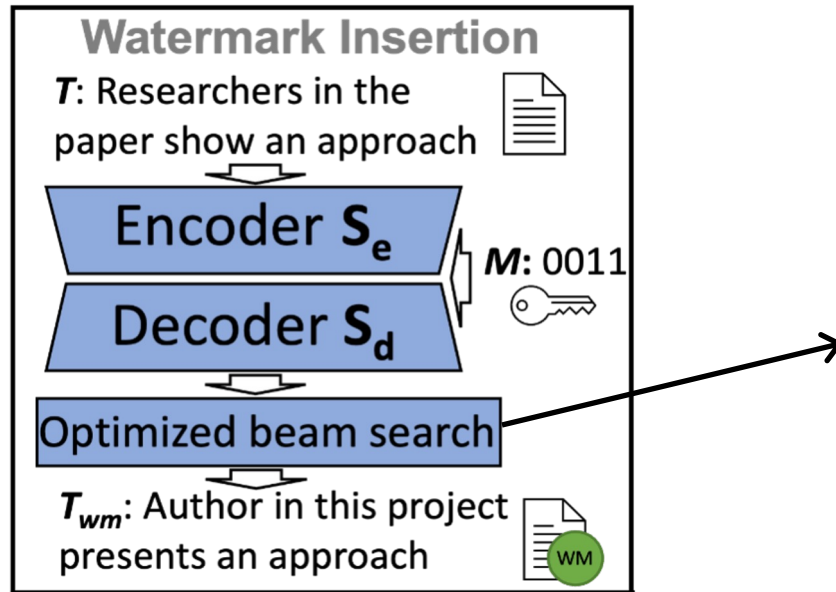 Watermark Insertion
T: Researchers in the
paper show an approach
Encoder Se
M: 0011
Decoder Sd
Optimized beam search
Twm: Author in this project
presents an approach
WM